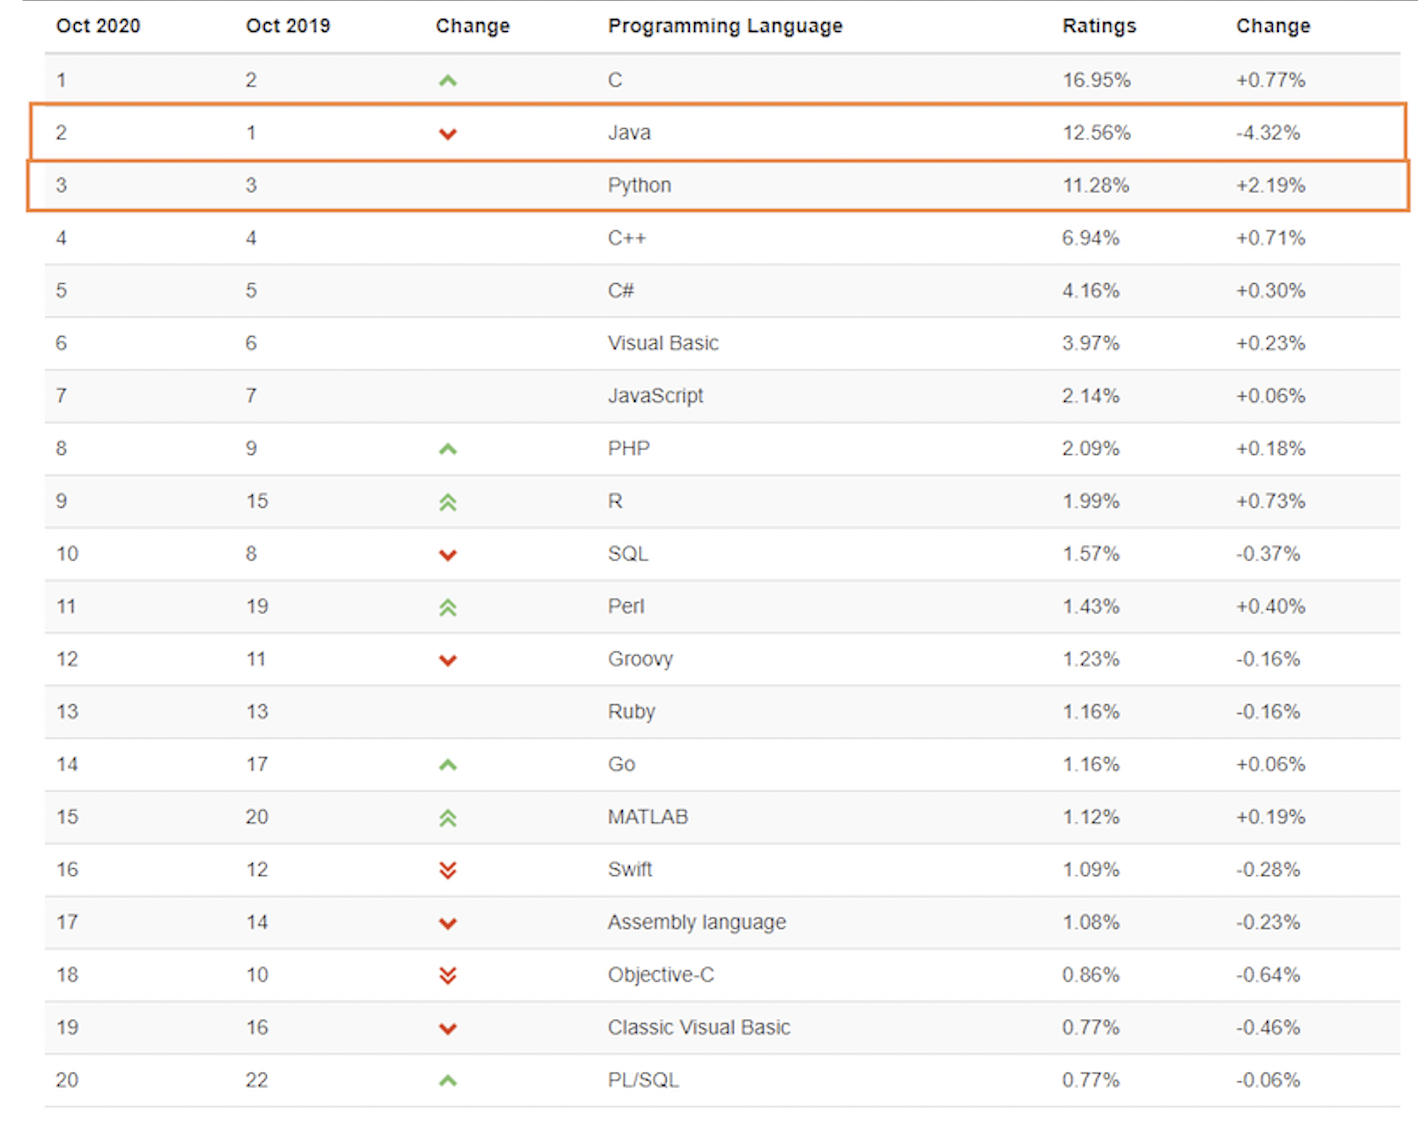 Oct 2020 Oct 2019 Change Programming Language Ratings Change
1 2 C 16.95% +0.77%
2 1 Java 12.56% -4.32%
3 3 Python 11.28% +2.19%
4 4 C++ 6.94% +0.71%
5 5 C# 4.16% +0.30%
6 6 Visual Basic 3.97% +0.23%
7 7 JavaScript 2.14% +0.06%
8 9 PHP 2.09% +0.18%
9 15 R 1.99% +0.73%
10 8 SQL 1.57% -0.37%
11 19 Perl 1.43% +0.40%
12 11 Groovy 1.23% -0.16%
13 13 Ruby 1.16% -0.16%
14 17 Go 1.16% +0.06%
15 20 MATLAB 1.12% +0.19%
16 12 Swift 1.09% -0.28%
17 14 Assembly language 1.08% -0.23%
18 10 Objective-C 0.86% -0.64%
19 16 Classic Visual Basic 0.77% -0.46%
20 22 PL/SQL 0.77% -0.06%